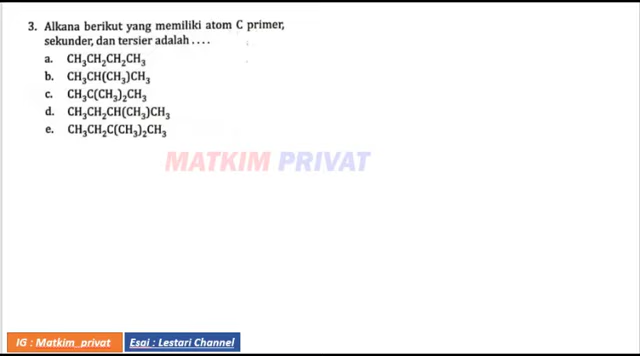 3. Alkana berikut yang memiliki atom C primer,
sekunder, dan tersier adalah . . . .
a. CH₃CH₂CH₂CH₃
b. CH₃CH(CH₃)CH₃
c. CH₃C(CH₃)₂CH₃
d. CH₃CH₂CH(CH₃)CH₃
e. CH₃CH₂C(CH₃)₂CH₃
MATKIM PRIVAT
IG : Matkim_privat
Esai : Lestari Channel